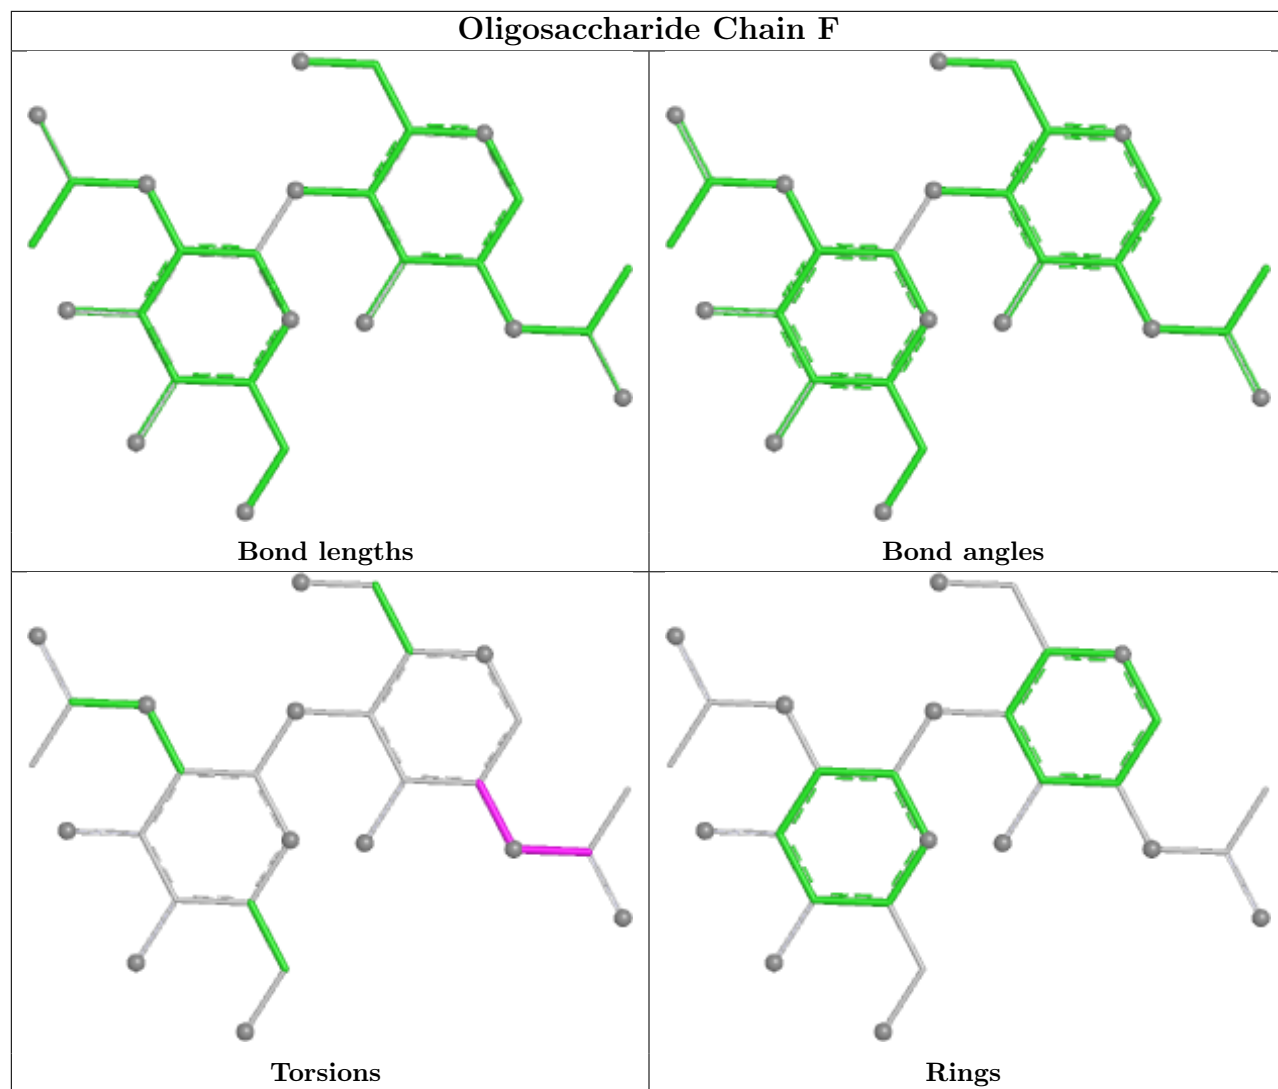 Oligosaccharide Chain F
Bond lengths
Bond angles
Torsions
Rings